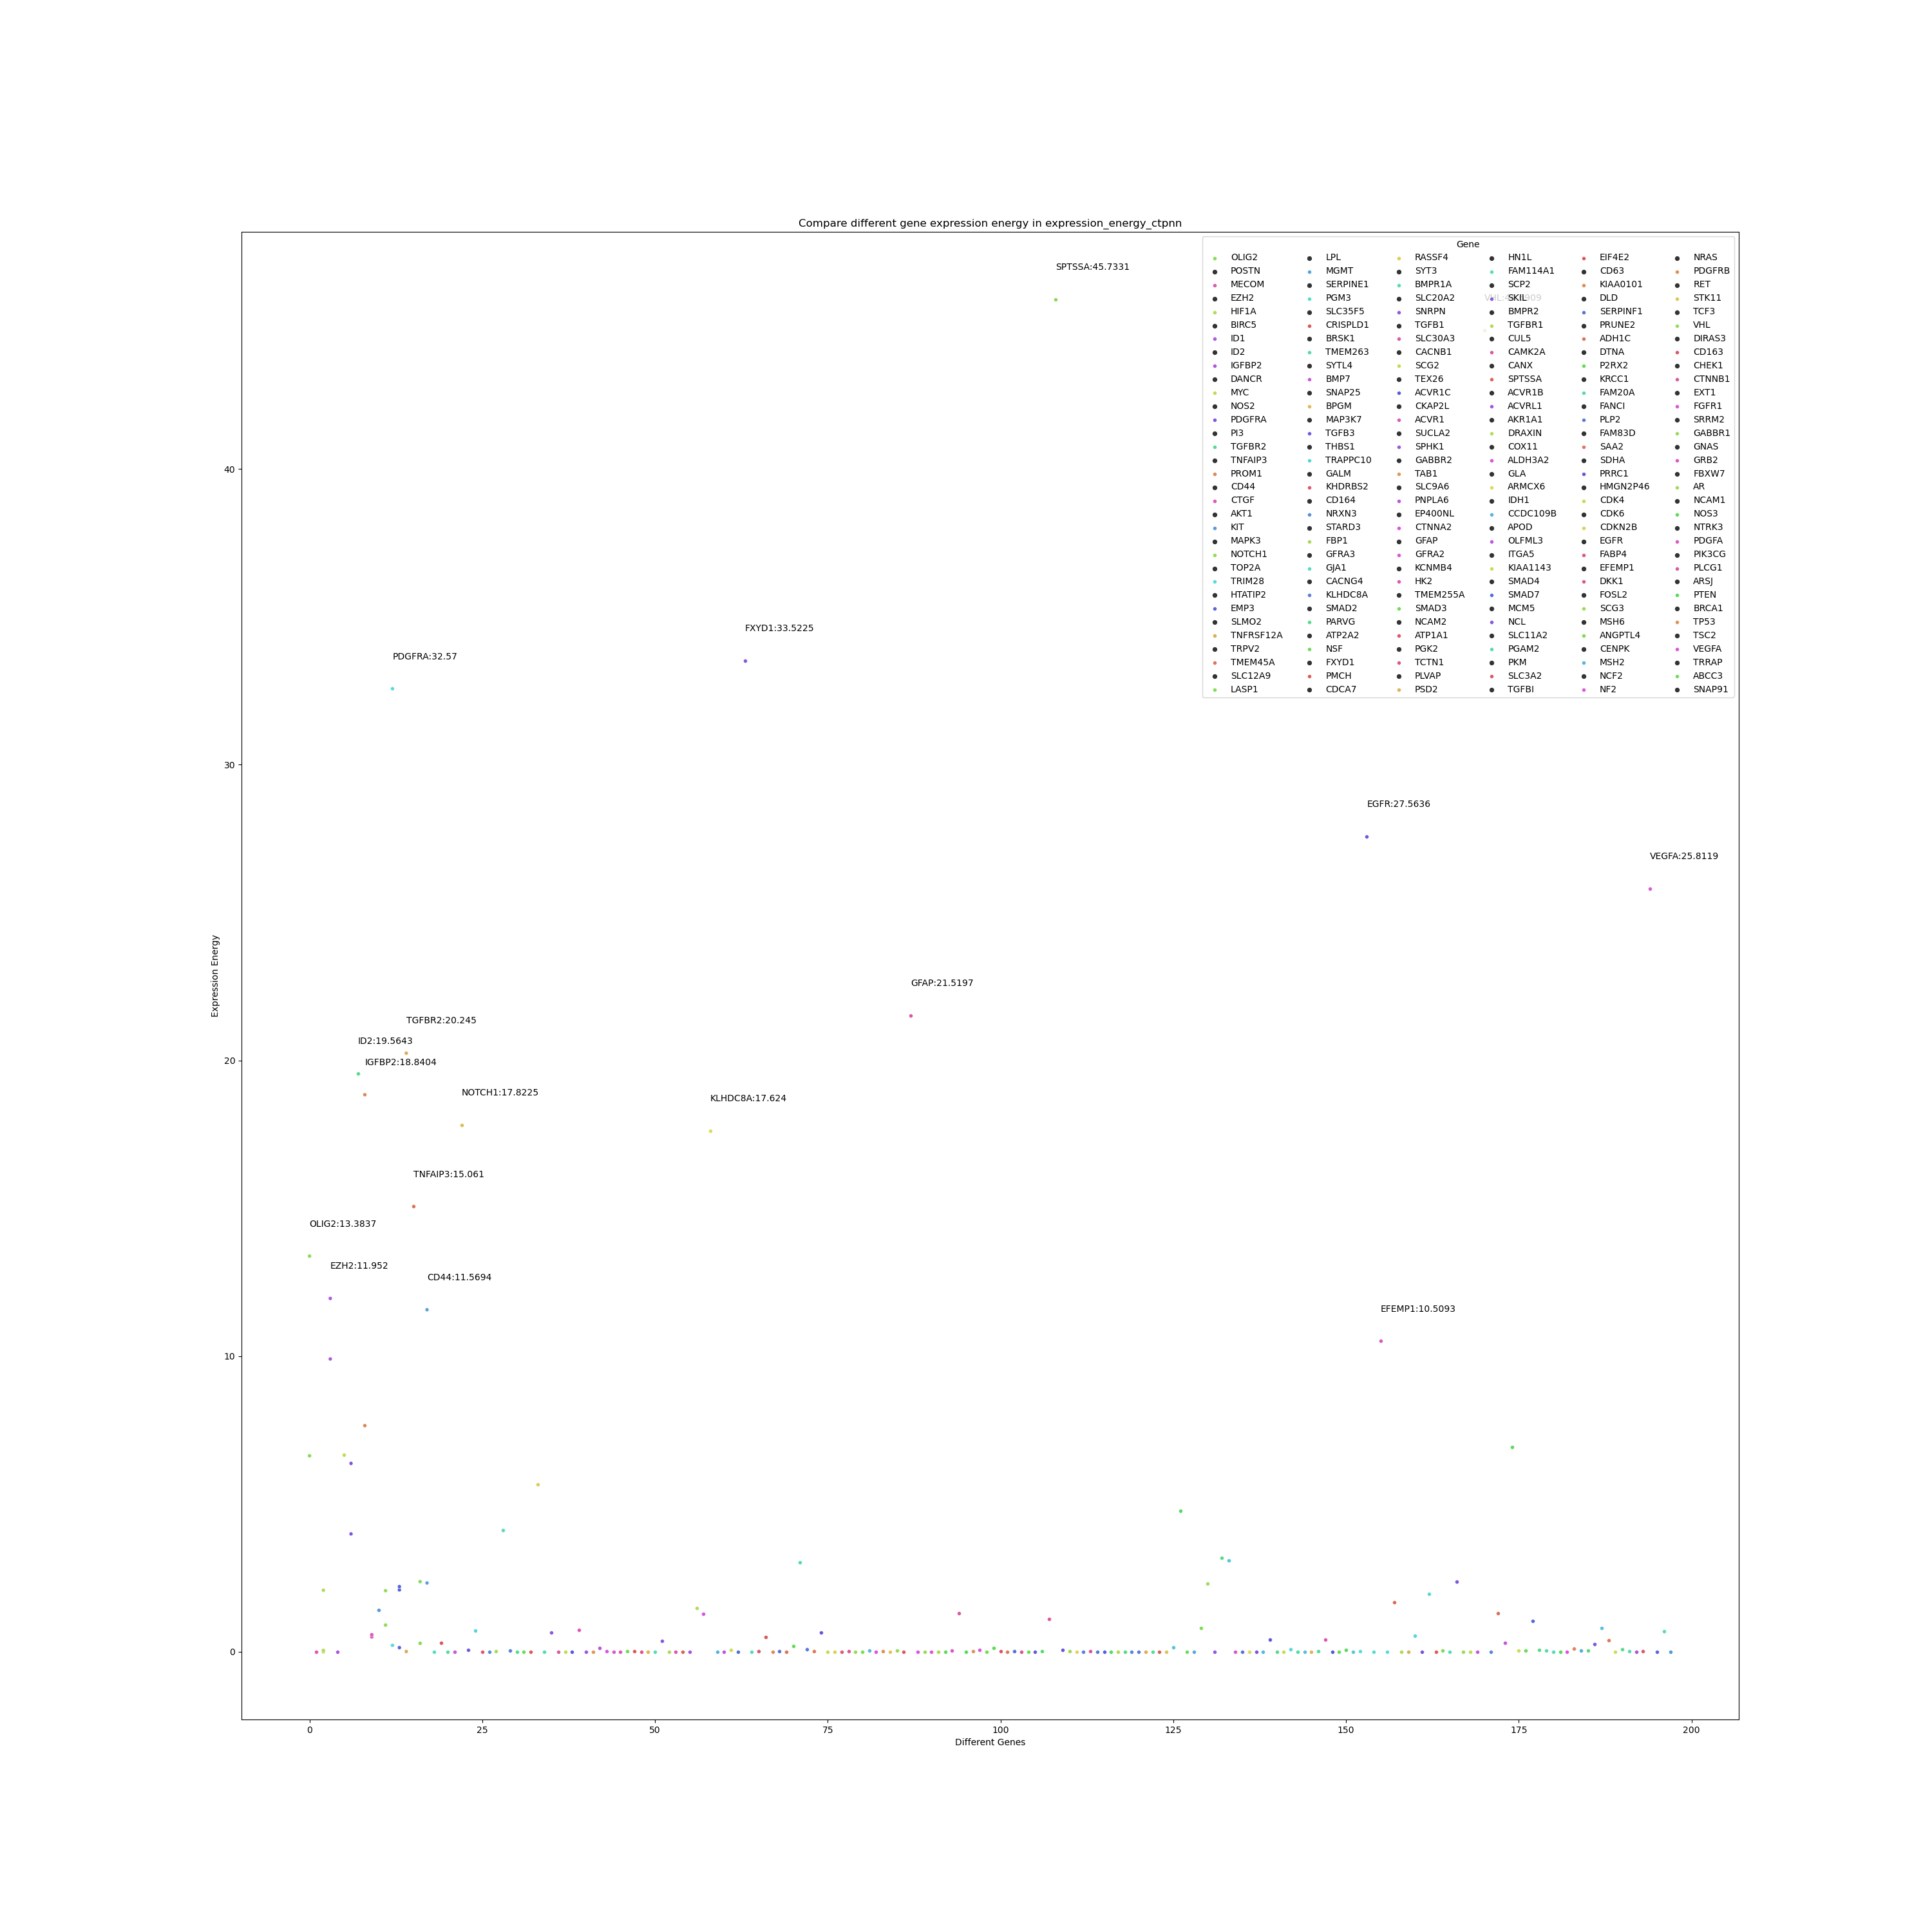 Compare different gene expression energy in expression_energy_ctpnn
Gene
OLIG2 LPL RASSF4 HN1L EIF4E2 NRAS
POSTN MGMT SYT3 FAM114A1 CD63 PDGFRB
MECOM SERPINE1 BMPR1A SCP2 KIAA0101 RET
EZH2 PGM3 SLC20A2 SKIL DLD STK11
HIF1A SLC35F5 SNRPN BMPR2 SERPINF1 TCF3
BIRC5 CRISPLD1 TGFB1 TGFBR1 PRUNE2 VHL
ID1 BRSK1 SLC30A3 CUL5 ADH1C DIRAS3
ID2 TMEM263 CACNB1 CAMK2A DTNA CD163
IGFBP2 SYTL4 SCG2 CANX P2RX2 CHEK1
DANCR BMP7 TEX26 SPTSSA KRCC1 CTNNB1
MYC SNAP25 ACVR1C ACVR1B FAM20A EXT1
NOS2 BPGM CKAP2L ACVRL1 FANCI FGFR1
PDGFRA MAP3K7 ACVR1 AKR1A1 PLP2 SRRM2
PI3 TGFB3 SUCLA2 DRAXIN FAM83D GABBR1
TGFBR2 THBS1 SPHK1 COX11 SAA2 GNAS
TNFAIP3 TRAPPC10 GABBR2 ALDH3A2 SDHA GRB2
PROM1 GALM TAB1 GLA PRRC1 FBXW7
CD44 KHDRBS2 SLC9A6 ARMCX6 HMGN2P46 AR
CTGF CD164 PNPLA6 IDH1 CDK4 NCAM1
AKT1 NRXN3 EP400NL CCDC109B CDK6 NOS3
KIT STARD3 CTNNA2 APOD CDKN2B NTRK3
MAPK3 FBP1 GFAP OLFML3 EGFR PDGFA
NOTCH1 GFRA3 GFRA2 ITGA5 FABP4 PIK3CG
TOP2A GJA1 KCNMB4 KIAA1143 EFEMP1 PLCG1
TRIM28 CACNG4 HK2 SMAD4 DKK1 ARSJ
HTATIP2 KLHDC8A TMEM255A SMAD7 FOSL2 PTEN
EMP3 SMAD2 SMAD3 MCM5 SCG3 BRCA1
SLMO2 PARVG NCAM2 NCL MSH6 TP53
TNFRSF12A ATP2A2 ATP1A1 SLC11A2 ANGPTL4 TSC2
TRPV2 NSF PGK2 PGAM2 CENPK VEGFA
TMEM45A FXYD1 TCTN1 PKM MSH2 TRRAP
SLC12A9 PMCH PLVAP SLC3A2 NCF2 ABCC3
LASP1 CDCA7 PSD2 TGFBI NF2 SNAP91
SPTSSA:45.7331
FXYD1:33.5225
PDGFRA:32.57
EGFR:27.5636
VEGFA:25.8119
GFAP:21.5197
TGFBR2:20.245
ID2:19.5643
IGFBP2:18.8404
NOTCH1:17.8225
KLHDC8A:17.624
TNFAIP3:15.061
OLIG2:13.3837
EZH2:11.952
CD44:11.5694
EFEMP1:10.5093
Expression Energy
40
30
20
10
0
0 25 50 75 100 125 150 175 200
Different Genes